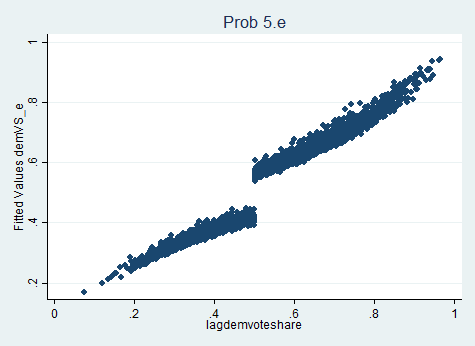 Prob 5.e
Fitted Values demVS_e
1
.8
.6
.4
.2
0 .2 .4 .6 .8 1
lagdemvoteshare